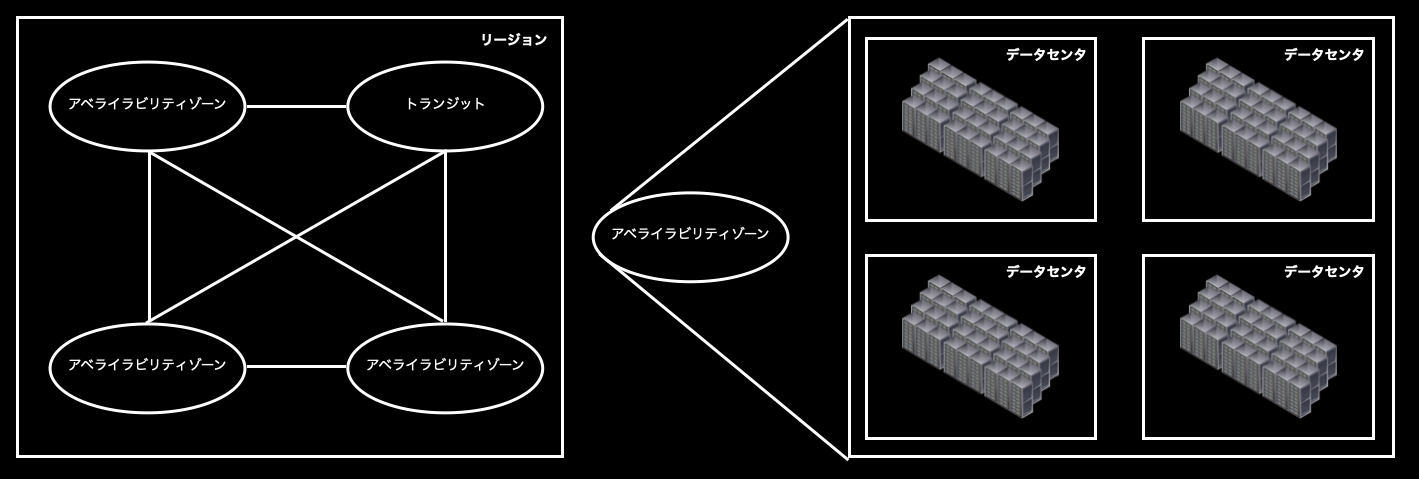 リージョン
アベライラビリティゾーン
トランジット
アベライラビリティゾーン
アベライラビリティゾーン
アベライラビリティゾーン
データセンタ
データセンタ
データセンタ
データセンタ